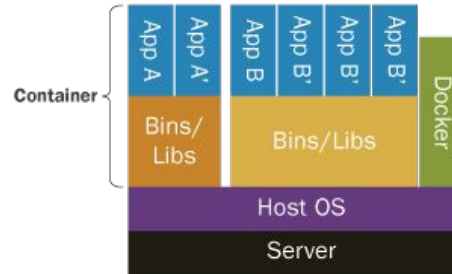 Container
App A
App A'
App B
App B'
App B'
App B'
Docker
Bins/
Libs
Bins/Libs
Host OS
Server